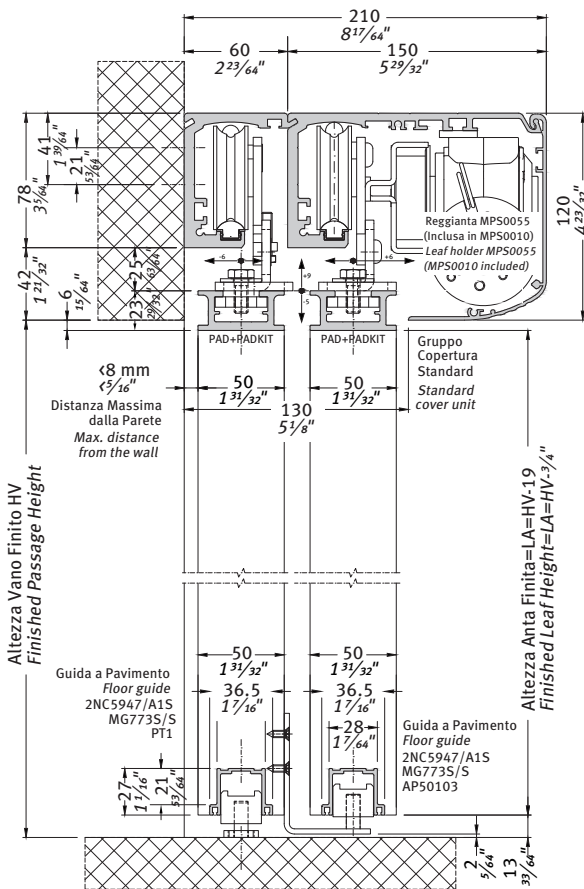 210
8 17/64"
60
2 23/64"
150
5 29/32"
41
1 39/64"
21
53/64"
78
3 5/64"
120
4 23/32"
Reggianta MPS0055
(Inclusa in MPS0010)
Leaf holder MPS0055
(MPS0010 included)
-6
+6
+9
-5
42
1 21/32"
25
63/64"
6
15/64"
23
29/32"
PAD+PADKIT
PAD+PADKIT
Gruppo
Copertura
Standard
Standard
cover unit
<8 mm
<5/16"
Distanza Massima
dalla Parete
Max. distance
from the wall
50
1 31/32"
50
1 31/32"
130
5 1/8"
Altezza Vano Finito HV
Finished Passage Height
Altezza Anta Finita=LA=HV-19
Finished Leaf Height=LA=HV-3/4"
50
1 31/32"
50
1 31/32"
Guida a Pavimento
Floor guide
2NC5947/A1S
MG773S/S
PT1
36.5
1 7/16"
36.5
1 7/16"
28
1 7/64"
Guida a Pavimento
Floor guide
2NC5947/A1S
MG773S/S
AP50103
27
1 1/16"
21
53/64"
2
5/64"
13
33/64"